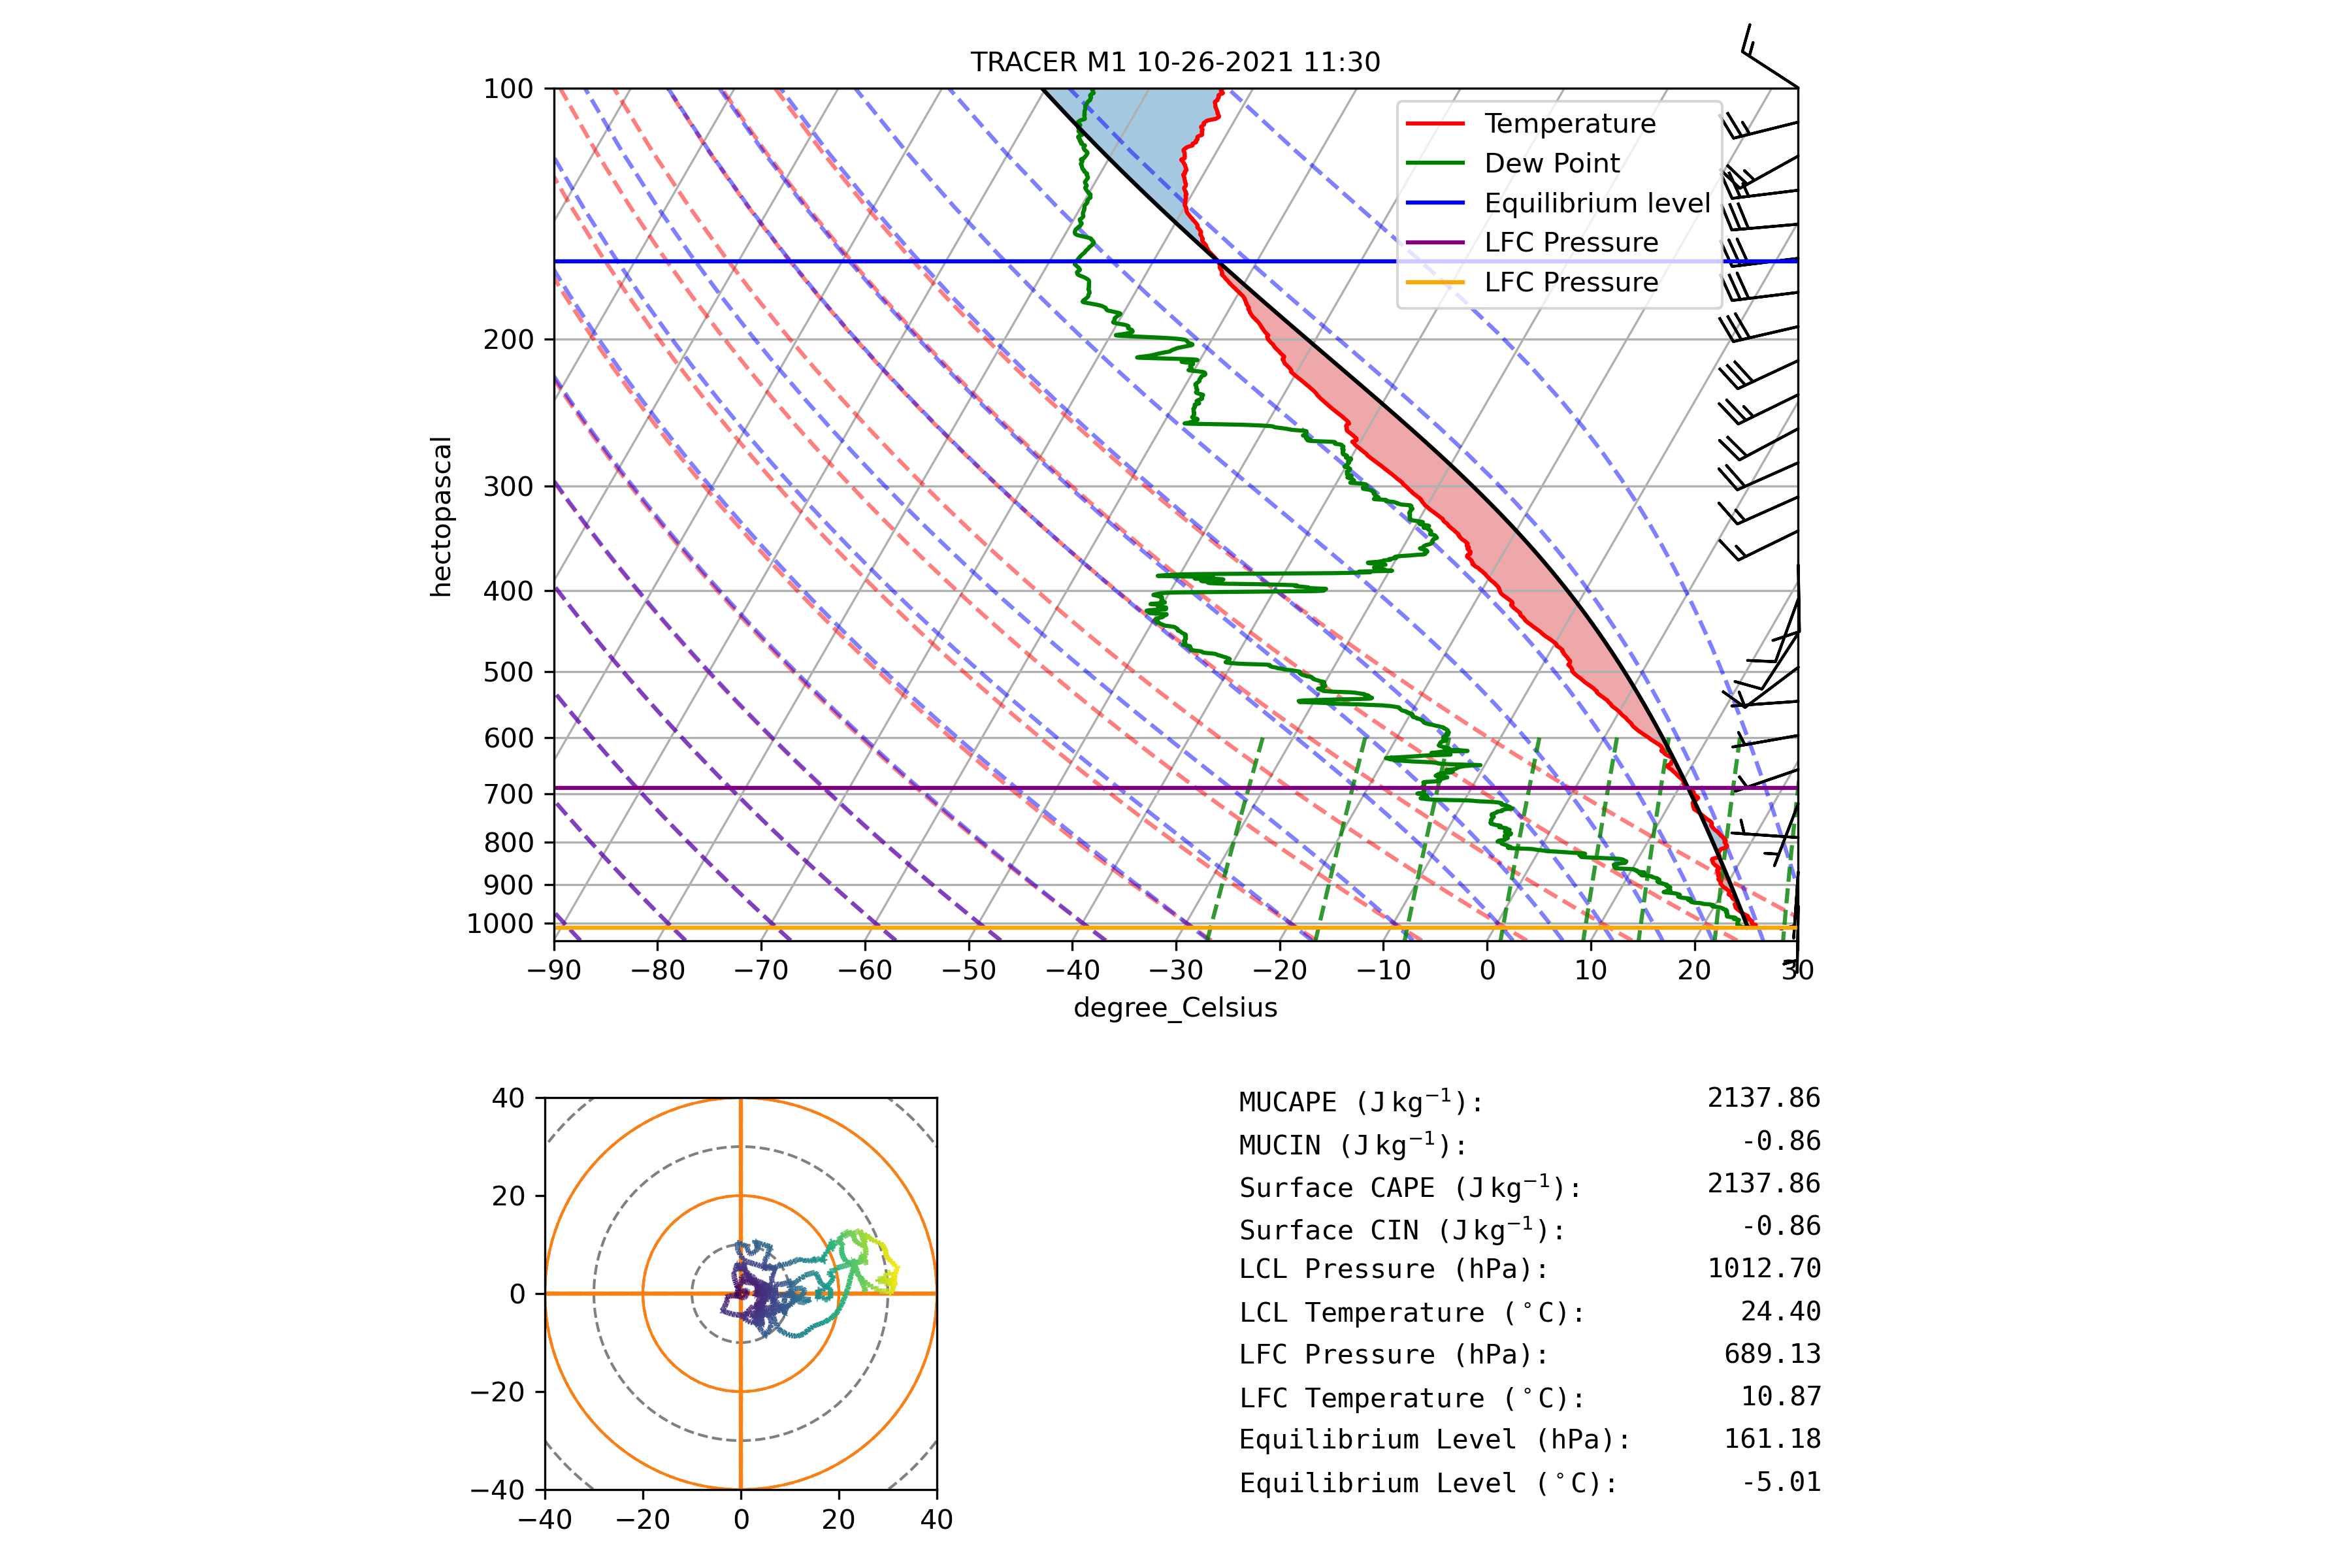 TRACER M1 10-26-2021 11:30
100
200
300
400
500
600
700
800
900
1000
hectopascal
Temperature
Dew Point
Equilibrium level
LFC Pressure
LFC Pressure
−90 −80 −70 −60 −50 −40 −30 −20 −10 0 10 20 30
degree_Celsius
40
20
0
−20
−40
−40 −20 0 20 40
MUCAPE (J kg⁻¹): 2137.86
MUCIN (J kg⁻¹): -0.86
Surface CAPE (J kg⁻¹): 2137.86
Surface CIN (J kg⁻¹): -0.86
LCL Pressure (hPa): 1012.70
LCL Temperature (°C): 24.40
LFC Pressure (hPa): 689.13
LFC Temperature (°C): 10.87
Equilibrium Level (hPa): 161.18
Equilibrium Level (°C): -5.01